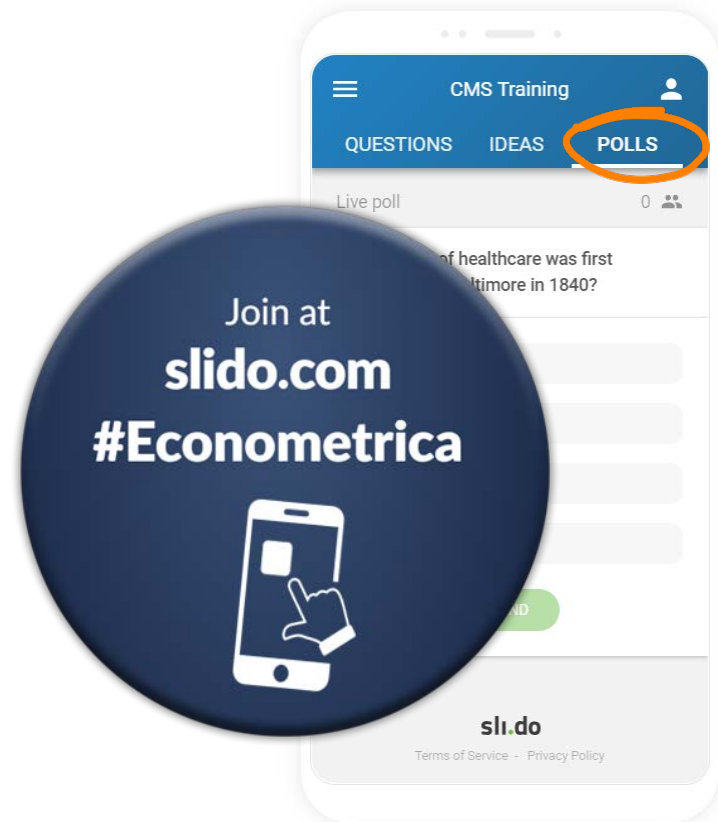 CMS Training
QUESTIONS IDEAS POLLS
Live poll 0
of healthcare was first
ltimore in 1840?
Join at
slido.com
#Econometrica
ND
sli.do
Terms of Service - Privacy Policy